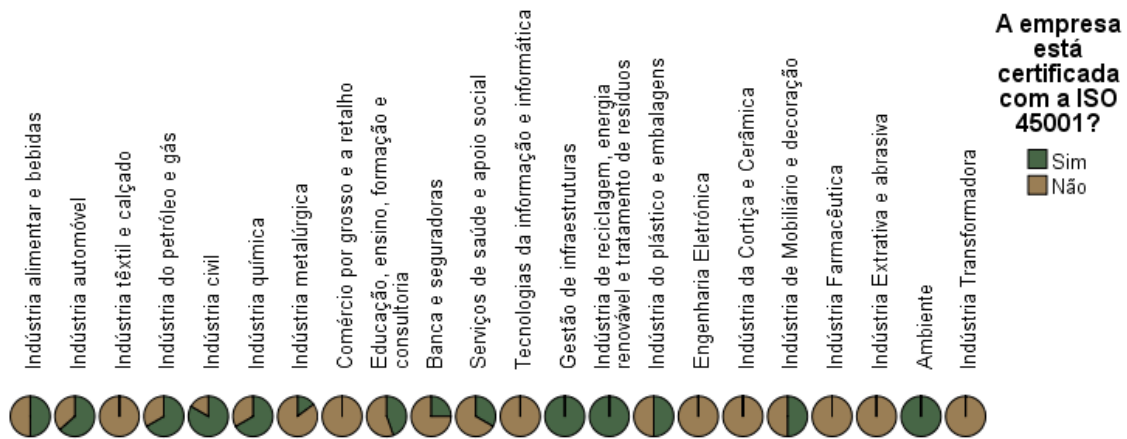 Indústria alimentar e bebidas
Indústria automóvel
Indústria têxtil e calçado
Indústria do petróleo e gás
Indústria civil
Indústria química
Indústria metalúrgica
Comércio por grosso e a retalho
Educação, ensino, formação e
consultoria
Banca e seguradoras
Serviços de saúde e apoio social
Tecnologias da informação e informática
Gestão de infraestruturas
Indústria de reciclagem, energia
renovável e tratamento de resíduos
Indústria do plástico e embalagens
Engenharia Eletrónica
Indústria da Cortiça e Cerâmica
Indústria de Mobiliário e decoração
Indústria Farmacêutica
Indústria Extrativa e abrasiva
Ambiente
Indústria Transformadora
A empresa
está
certificada
com a ISO
45001?
Sim
Não